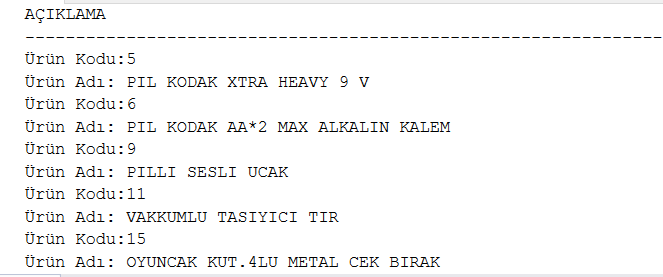 AÇIKLAMA
----------------------------------------------------------------
Ürün Kodu:5
Ürün Adı: PIL KODAK XTRA HEAVY 9 V
Ürün Kodu:6
Ürün Adı: PIL KODAK AA*2 MAX ALKALIN KALEM
Ürün Kodu:9
Ürün Adı: PILLI SESLI UCAK
Ürün Kodu:11
Ürün Adı: VAKKUMLU TASIYICI TIR
Ürün Kodu:15
Ürün Adı: OYUNCAK KUT.4LU METAL CEK BIRAK